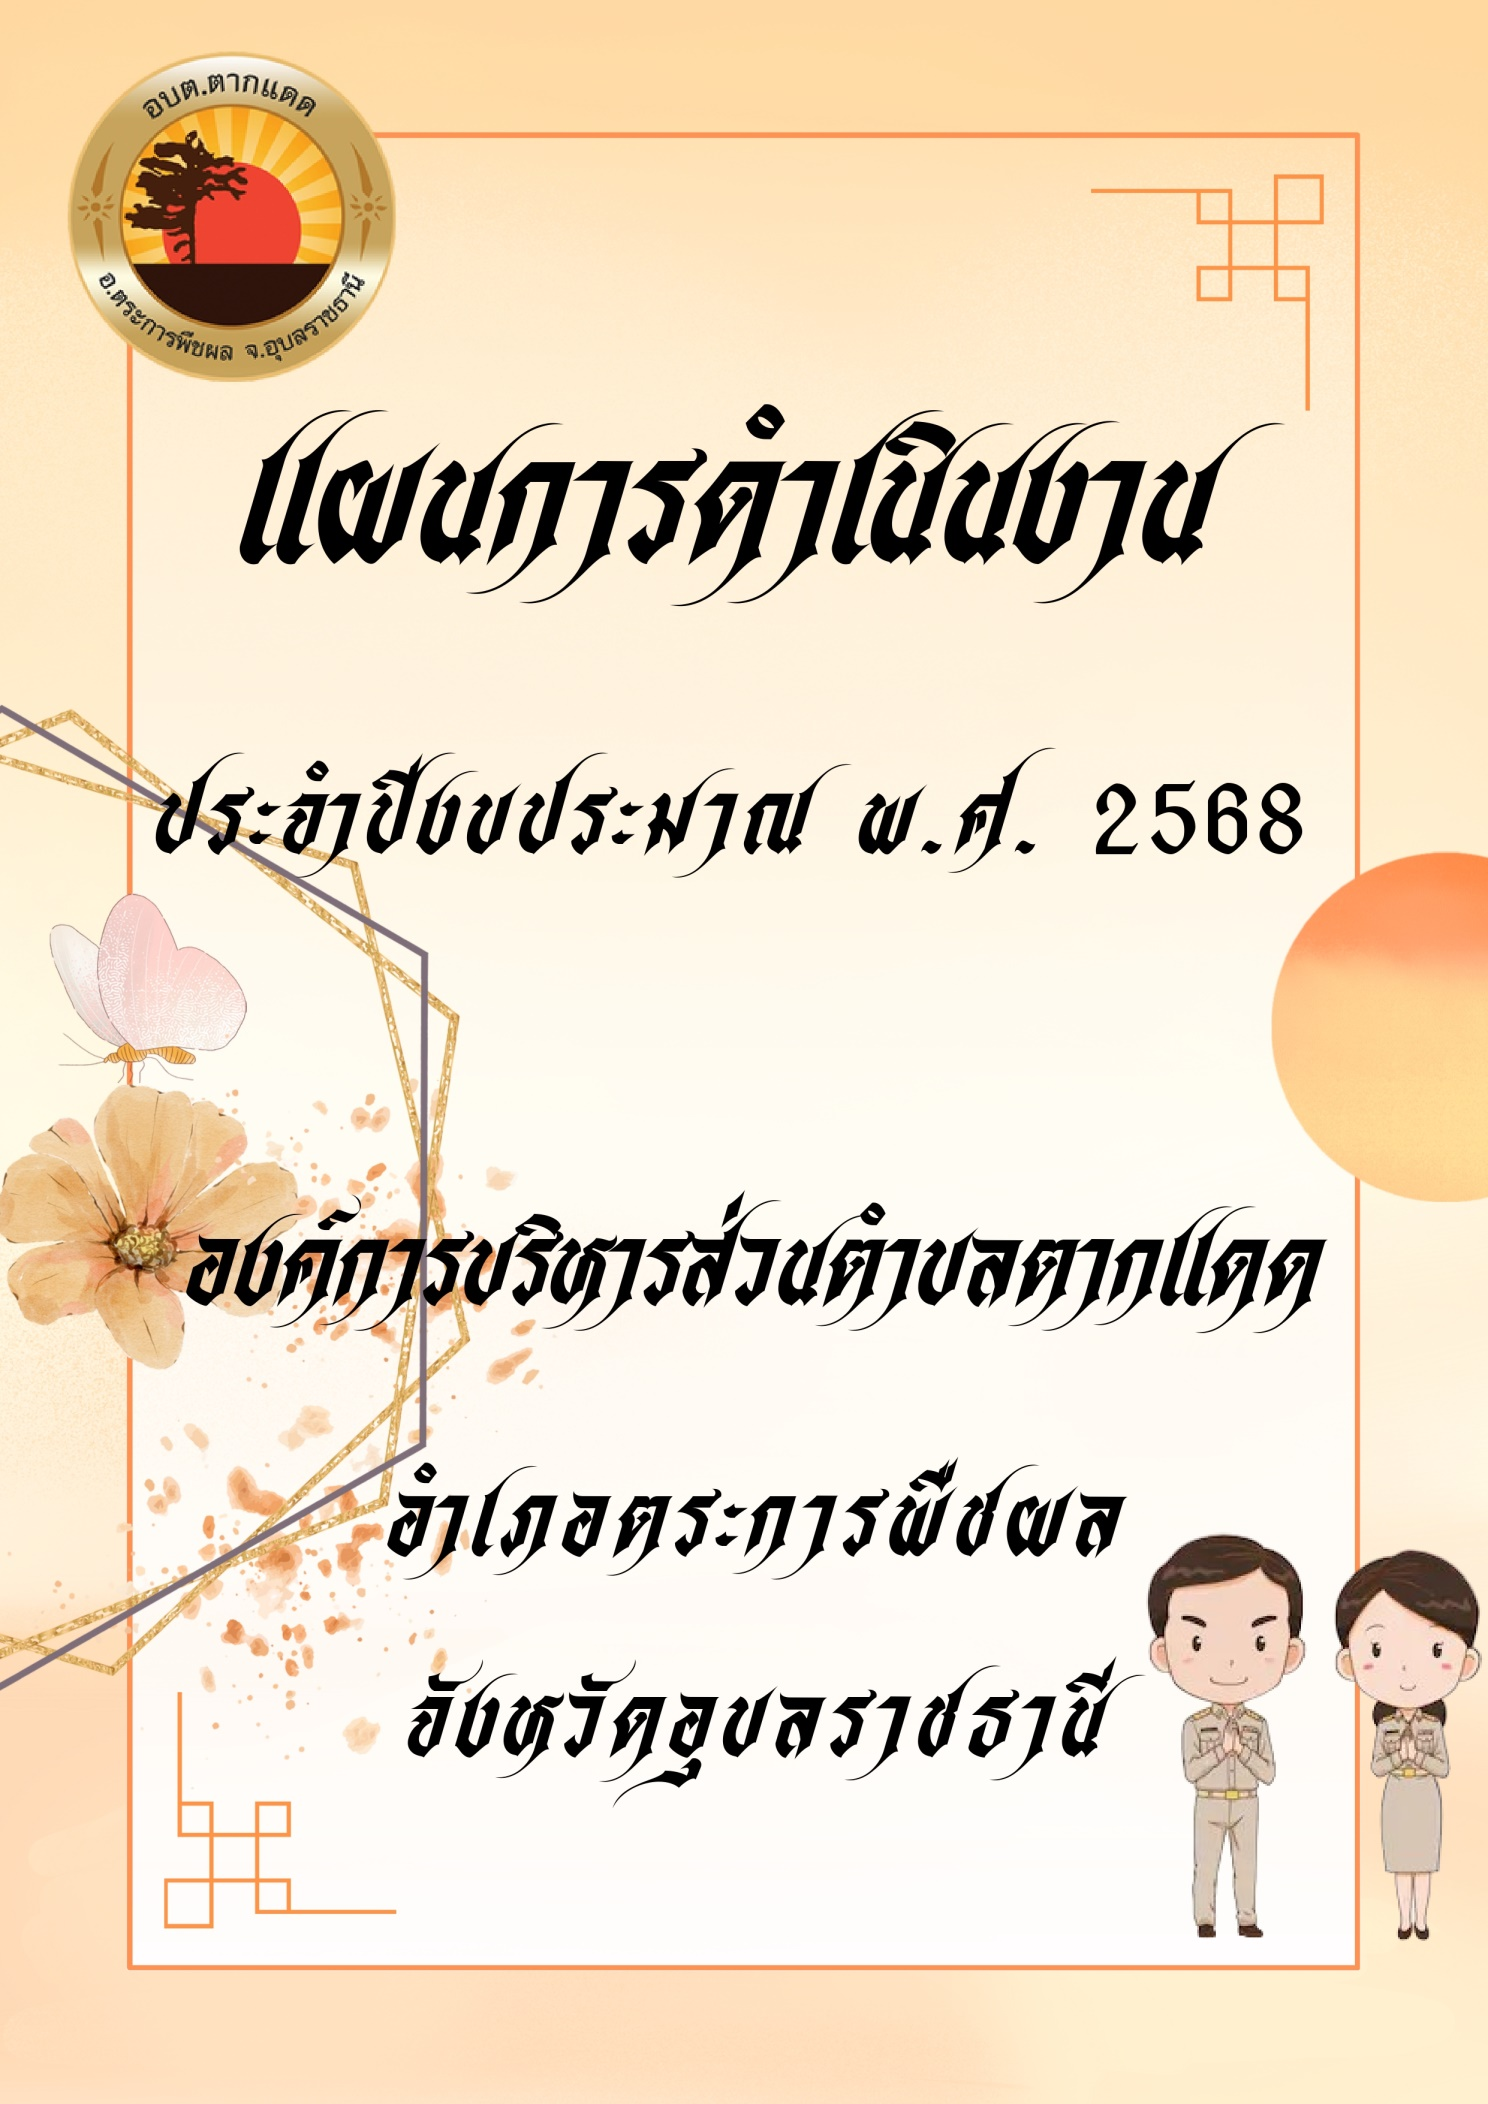 อบต.ตากแดด
อ.ตระการพืชผล จ.อุบลราชธานี
แผนการดำเนินงาน
ประจำปีงบประมาณ พ.ศ. 2568
องค์การบริหารส่วนตำบลตากแดด
อำเภอตระการพืชผล
จังหวัดอุบลราชธานี